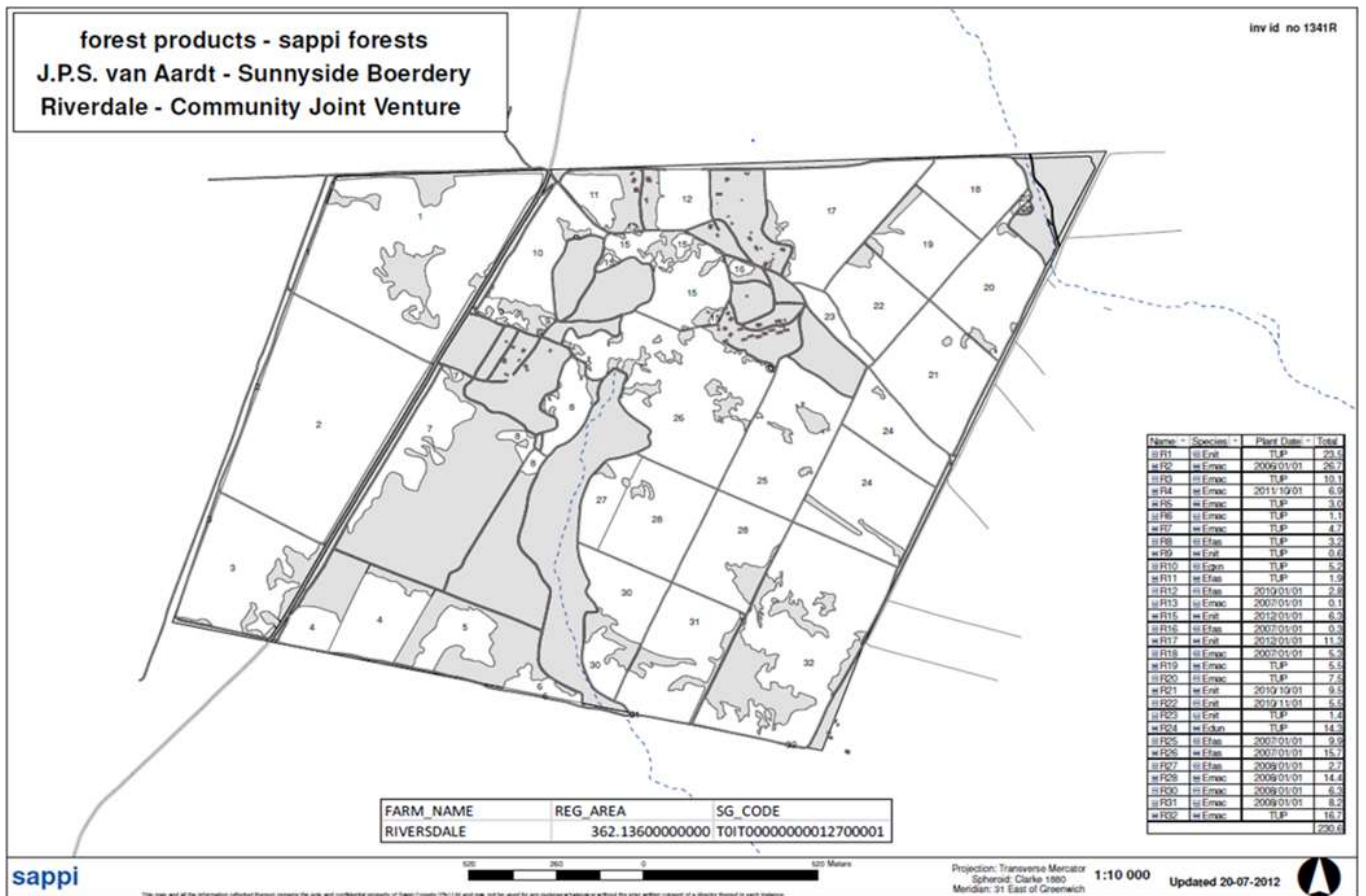 forest products - sappi forests
J.P.S. van Aardt - Sunnyside Boerdery
Riverdale - Community Joint Venture
inv id no 1341R
11
12
17
18
1
10
15
15
16
19
15
20
22
23
21
2
7
6
8
8
26
24
25
24
27
28
28
3
30
31
4
4
5
30
32
Name Species Plant Date Total
R1 Enit TUP 23.5
R2 Emac 2006/01/01 26.7
R3 Emac TUP 10.1
R4 Emac 2011/10/01 6.9
R5 Emac TUP 3.0
R6 Emac TUP 1.1
R7 Emac TUP 4.7
R8 Efas TUP 3.2
R9 Enit TUP 0.6
R10 TUP 5.2
R11 Efas TUP 1.9
R12 Efas 2010/01/01 2.8
R13 Emac 2007/01/01 0.1
R15 Enit 2012/01/01 6.3
R16 Efas 2007/01/01 0.3
R17 Enit 2012/01/01 11.3
R18 Emac 2007/01/01 5.3
R19 Emac TUP 5.5
R20 Emac TUP 7.5
R21 Enit 2010/10/01 9.5
R22 Enit 2010/11/01 5.5
R23 Enit TUP 1.4
R24 Edun TUP 14.3
R25 Efas 2007/01/01 9.9
R26 Efas 2007/01/01 15.7
R27 Efas 2008/01/01 2.7
R28 Emac 2008/01/01 14.4
R30 Emac 2008/01/01 6.3
R31 Emac 2008/01/01 8.2
R32 Emac TUP 16.7
230.6
FARM_NAME REG_AREA SG_CODE
RIVERSDALE 362.13600000000 T0IT00000000012700001
sappi
520 260 0 520 Meters
Projection: Transverse Mercator
Spheroid: Clarke 1880
Meridian: 31 East of Greenwich
1:10 000
Updated 20-07-2012